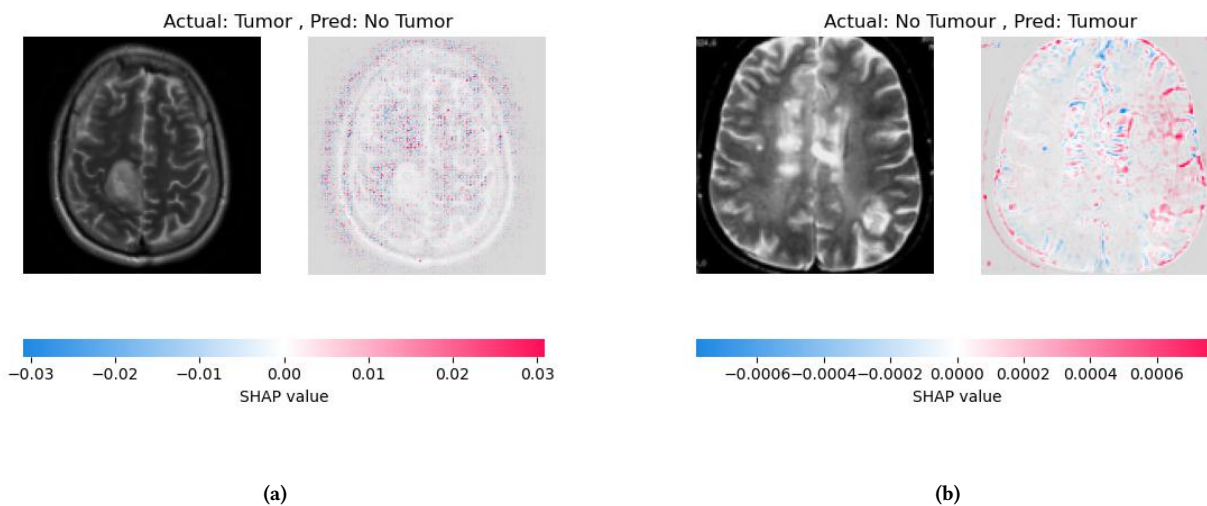 Actual: Tumor , Pred: No Tumor
Actual: No Tumour , Pred: Tumour
−0.03 −0.02 −0.01 0.00 0.01 0.02 0.03
SHAP value
−0.0006 −0.0004 −0.0002 0.0000 0.0002 0.0004 0.0006
SHAP value
(a)
(b)